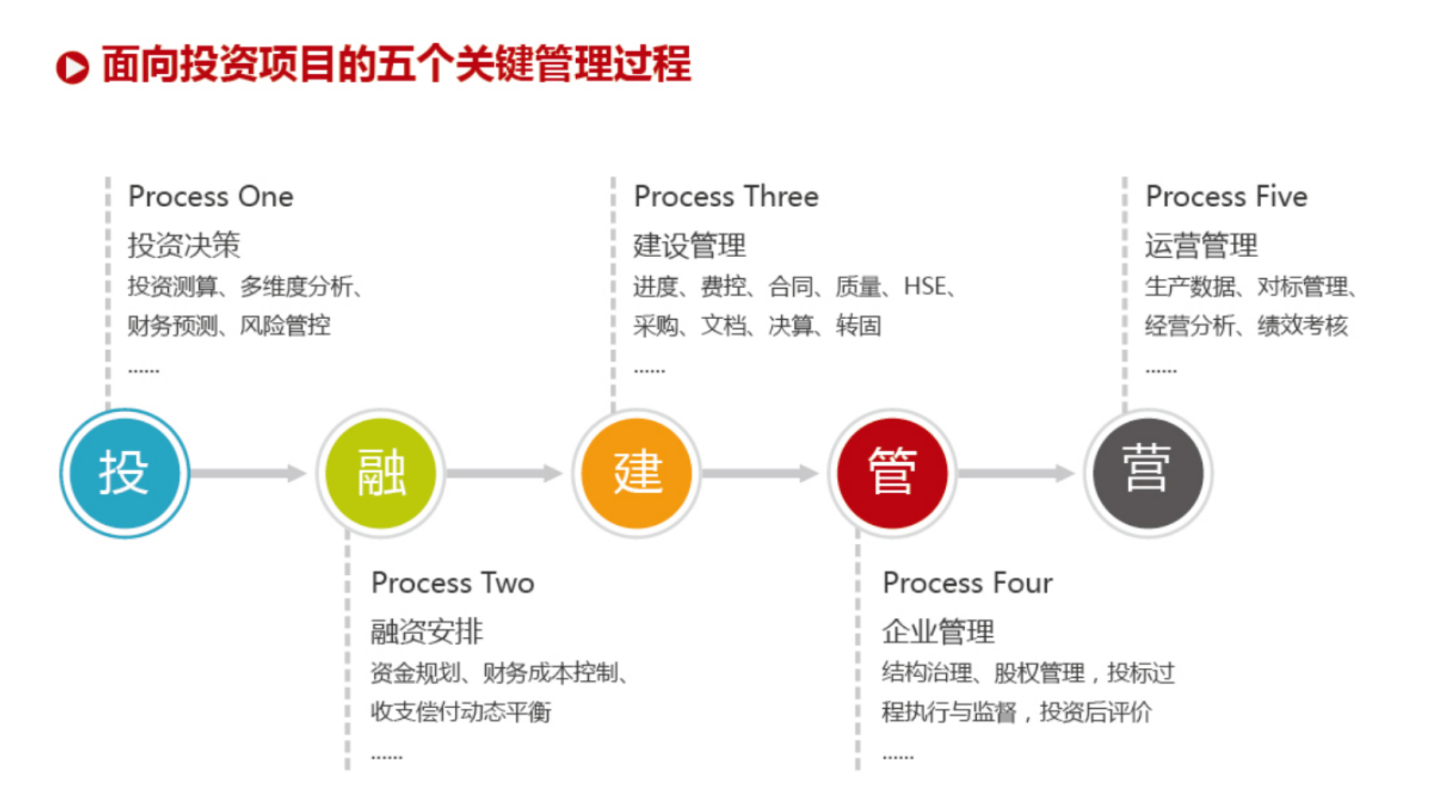 面向投资项目的五个关键管理过程
Process One
投资决策
投资测算、多维度分析、
财务预测、风险管控
......
Process Three
建设管理
进度、费控、合同、质量、HSE、
采购、文档、决算、转固
......
Process Five
运营管理
生产数据、对标管理、
经营分析、绩效考核
......
投
融
建
管
营
Process Two
融资安排
资金规划、财务成本控制、
收支偿付动态平衡
......
Process Four
企业管理
结构治理、股权管理，投标过
程执行与监督，投资后评价
......